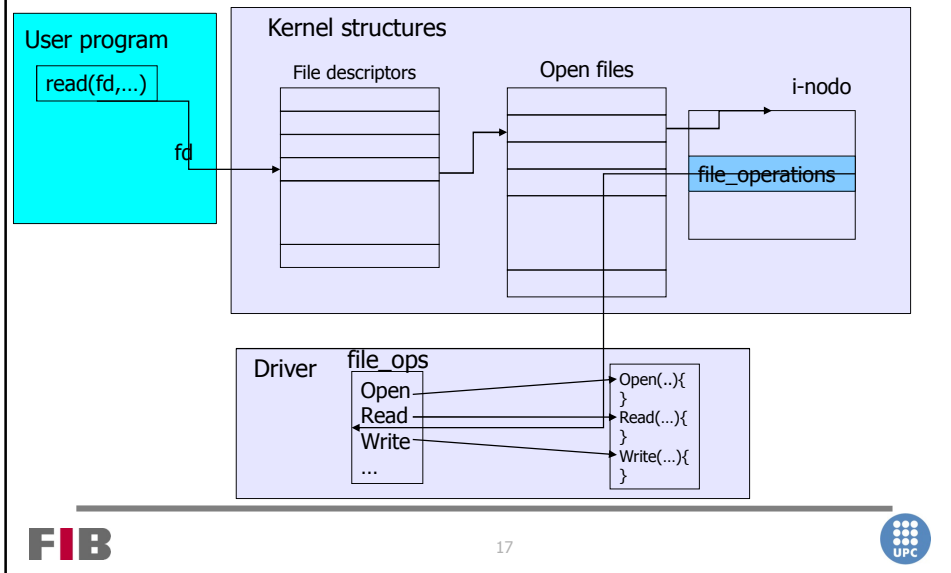 User program
read(fd,…)
fd
Kernel structures
File descriptors
Open files
i-nodo
file_operations
Driver
file_ops
Open
Read
Write
…
Open(..){
}
Read(…){
}
Write(…){
}
FIB
17
UPC